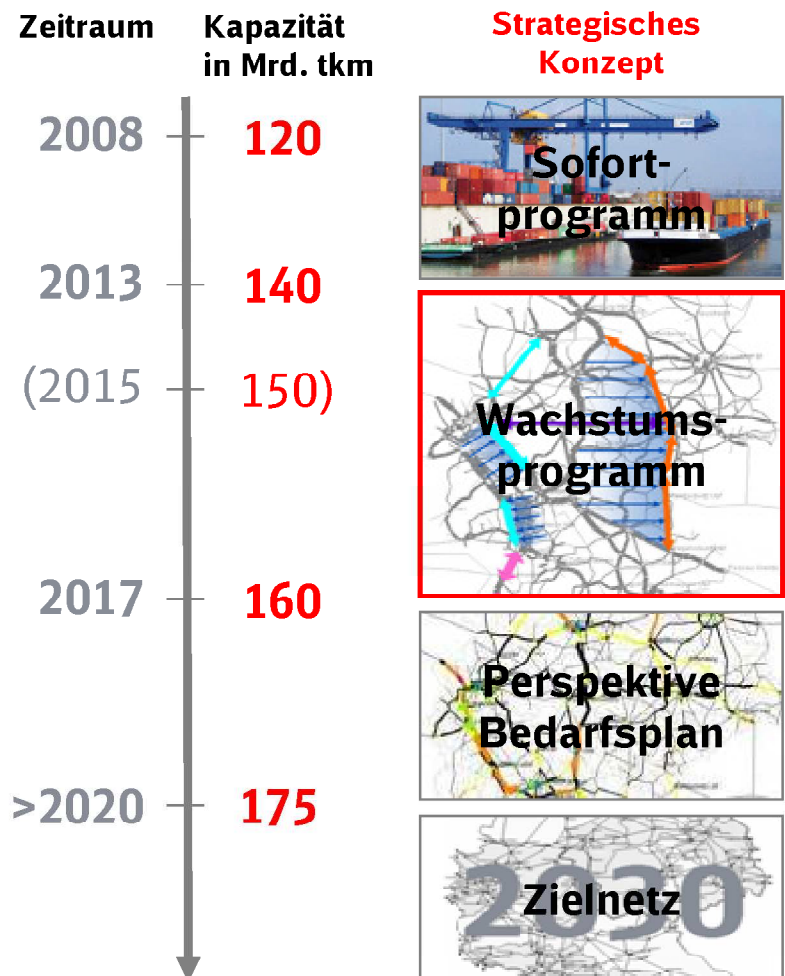 Zeitraum
Kapazität
in Mrd. tkm
Strategisches
Konzept
2008
120
2013
140
(2015
150)
2017
160
>2020
175
Sofort-
programm
Wachstums-
programm
Perspektive
Bedarfsplan
2030
Zielnetz